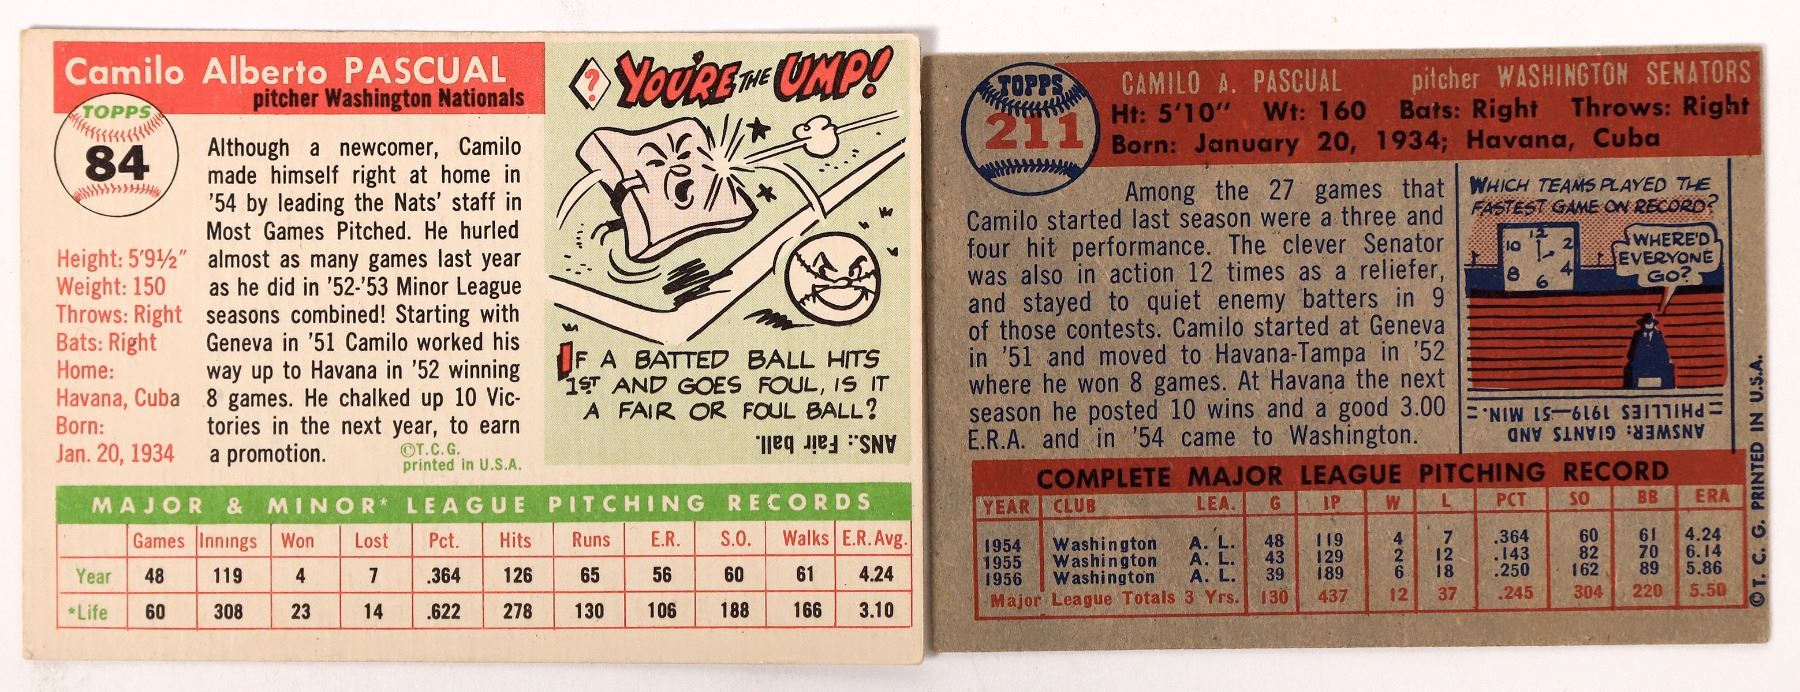 Camilo Alberto PASCUAL
pitcher Washington Nationals
TOPPS
84
Height: 5'9½"
Weight: 150
Throws: Right
Bats: Right
Home:
Havana, Cuba
Born:
Jan. 20, 1934
Although a newcomer, Camilo
made himself right at home in
'54 by leading the Nats' staff in
Most Games Pitched. He hurled
almost as many games last year
as he did in '52-'53 Minor League
seasons combined! Starting with
Geneva in '51 Camilo worked his
way up to Havana in '52 winning
8 games. He chalked up 10 Vic-
tories in the next year, to earn
a promotion.
©T.C.G.
printed in U.S.A.
?
YOU'RE THE UMP!
IF A BATTED BALL HITS
1ST AND GOES FOUL, IS IT
A FAIR OR FOUL BALL?
ANS.: Fair ball.
MAJOR & MINOR* LEAGUE PITCHING RECORDS
Games Innings Won Lost Pct. Hits Runs E.R. S.O. Walks E.R. Avg.
Year 48 119 4 7 .364 126 65 56 60 61 4.24
*Life 60 308 23 14 .622 278 130 106 188 166 3.10
TOPPS
211
CAMILO A. PASCUAL pitcher WASHINGTON SENATORS
Ht: 5'10" Wt: 160 Bats: Right Throws: Right
Born: January 20, 1934; Havana, Cuba
Among the 27 games that
Camilo started last season were a three and
four hit performance. The clever Senator
was also in action 12 times as a reliefer,
and stayed to quiet enemy batters in 9
of those contests. Camilo started at Geneva
in '51 and moved to Havana-Tampa in '52
where he won 8 games. At Havana the next
season he posted 10 wins and a good 3.00
E.R.A. and in '54 came to Washington.
WHICH TEAMS PLAYED THE
FASTEST GAME ON RECORD?
10 12 2
8 6 4
WHERE'D
EVERYONE
GO?
ANSWER: GIANTS AND
PHILLIES 1919—51 MIN.
COMPLETE MAJOR LEAGUE PITCHING RECORD
YEAR CLUB LEA. G IP W L PCT SO BB ERA
1954 Washington A. L. 48 119 4 7 .364 60 61 4.24
1955 Washington A. L. 43 129 2 12 .143 82 70 6.14
1956 Washington A. L. 39 189 6 18 .250 162 89 5.86
Major League Totals 3 Yrs. 130 437 12 37 .245 304 220 5.50
© T. C. G. PRINTED IN U.S.A.